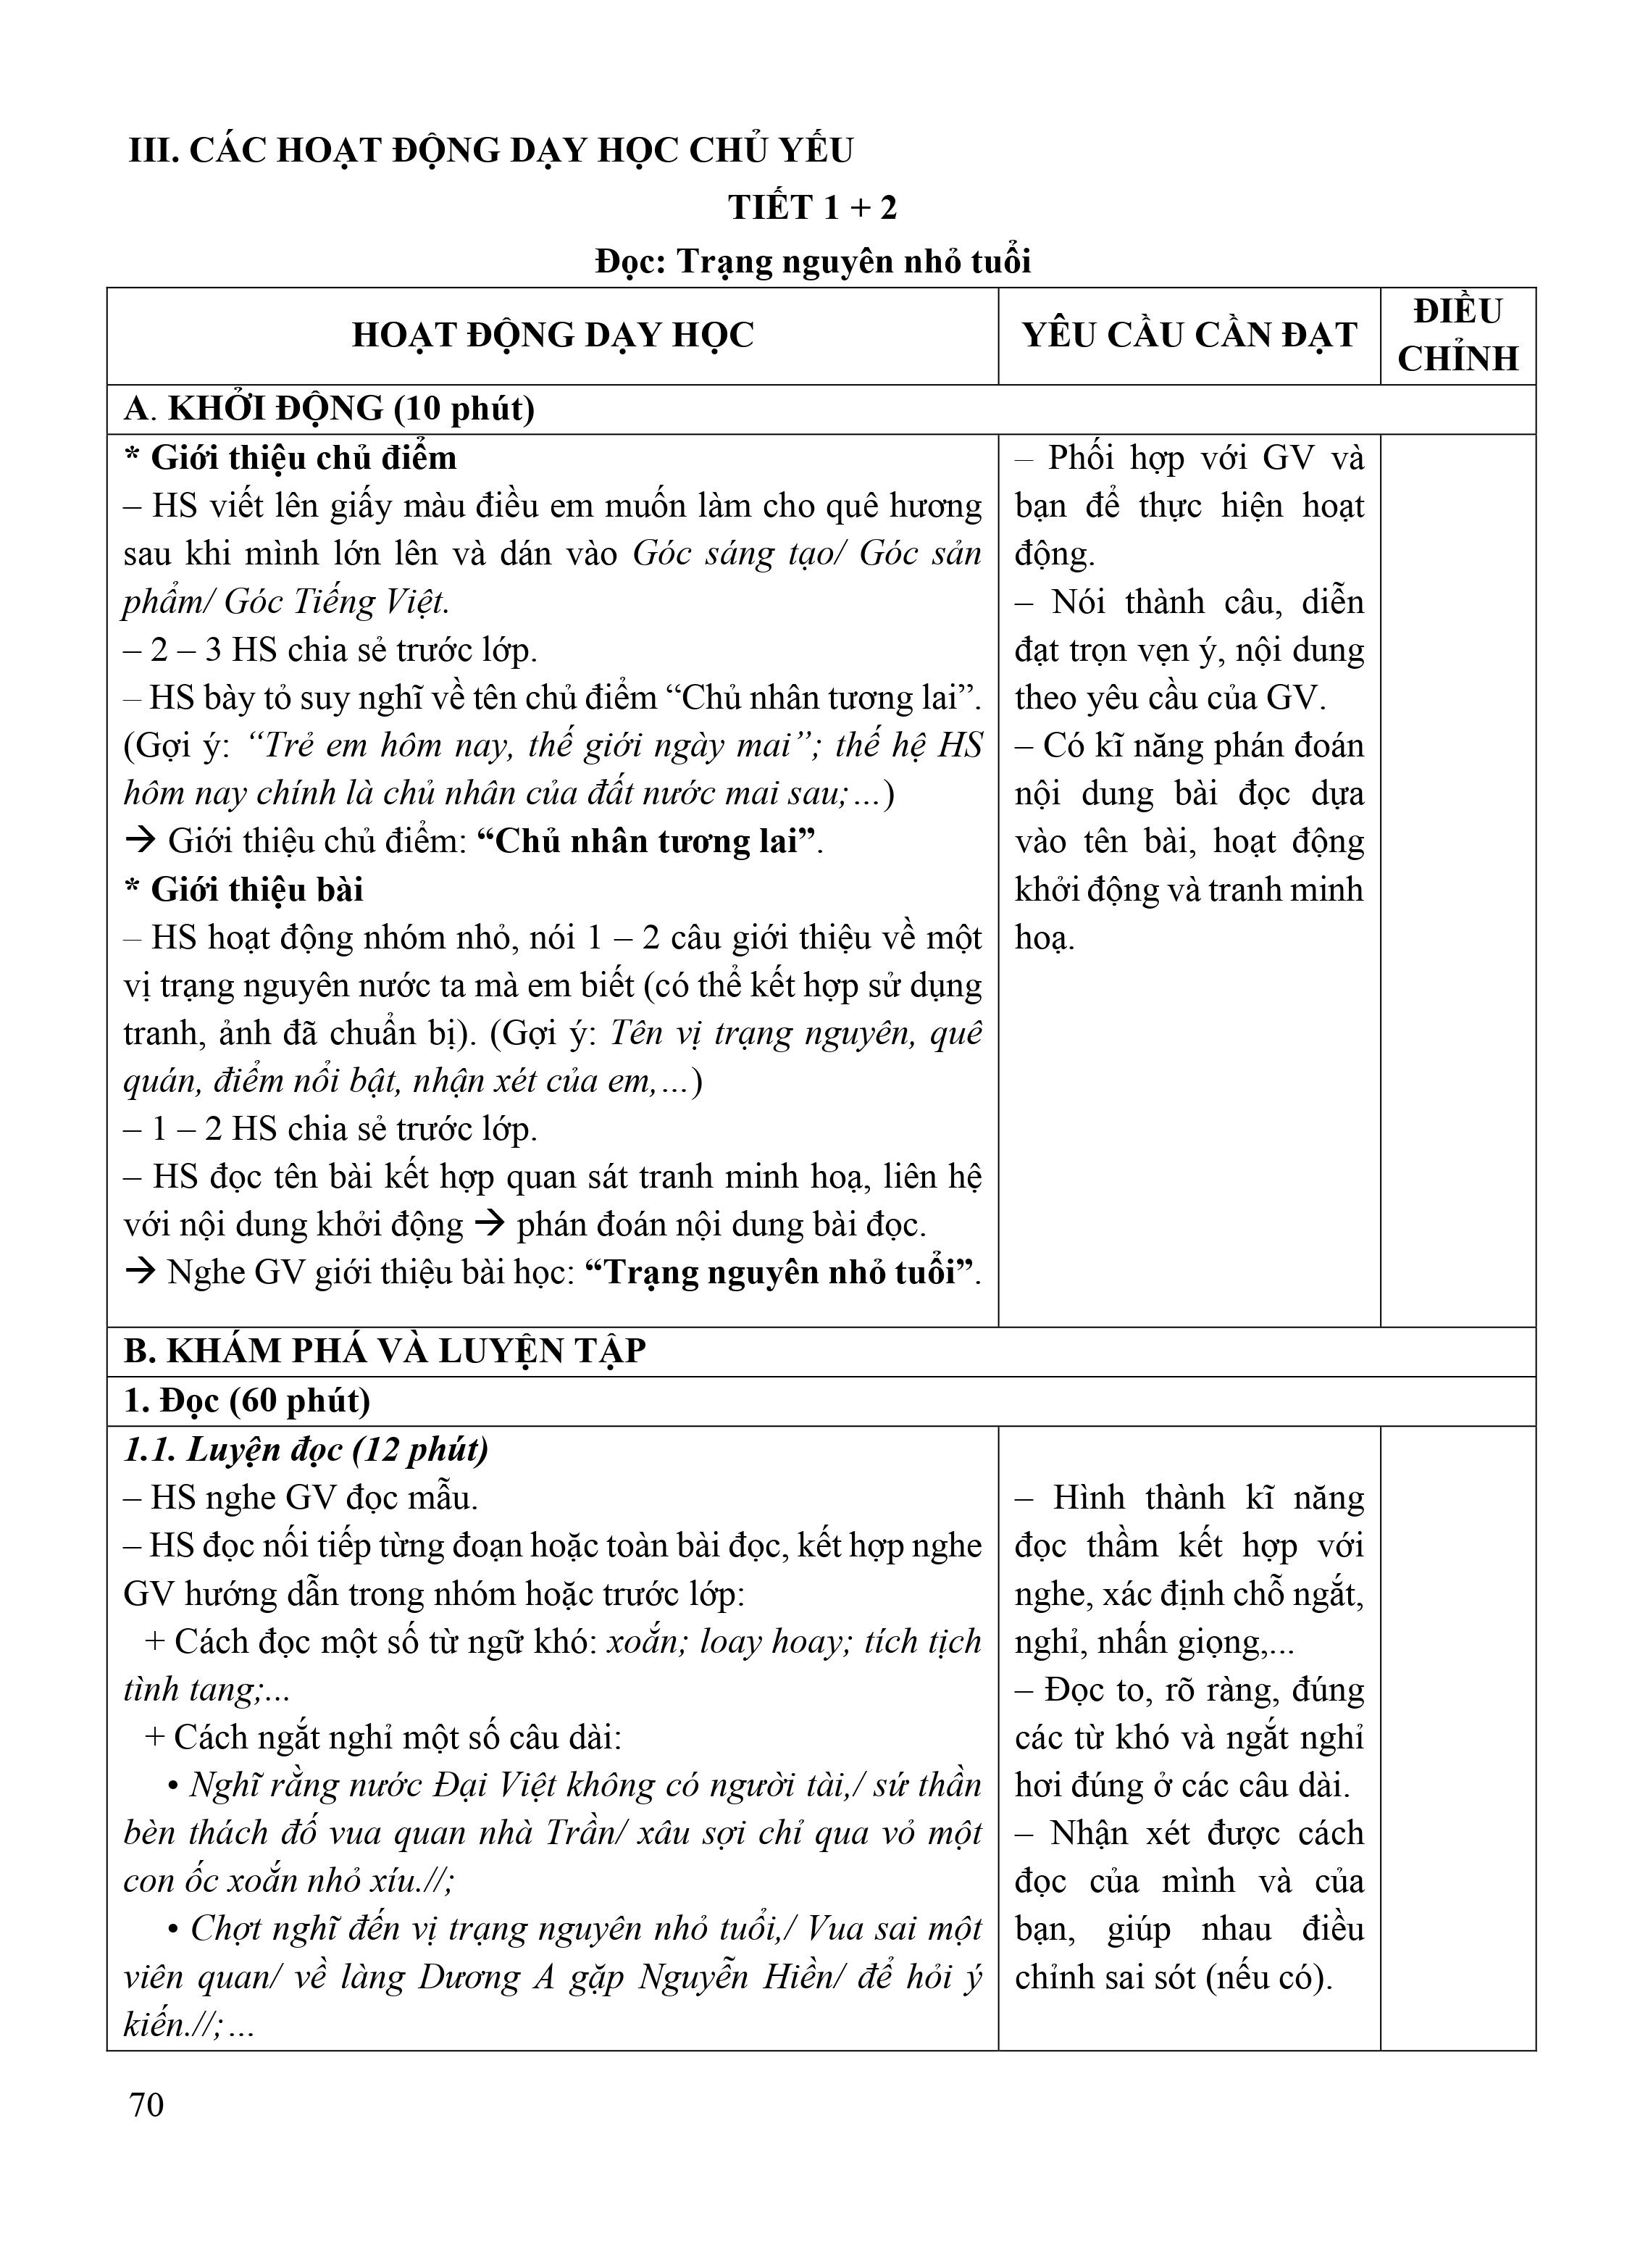 III. CÁC HOẠT ĐỘNG DẠY HỌC CHỦ YẾU
TIẾT 1 + 2
Đọc: Trạng nguyên nhỏ tuổi
HOẠT ĐỘNG DẠY HỌC
YÊU CẦU CẦN ĐẠT
ĐIỀU
CHỈNH
A. KHỞI ĐỘNG (10 phút)
* Giới thiệu chủ điểm
– HS viết lên giấy màu điều em muốn làm cho quê hương
sau khi mình lớn lên và dán vào Góc sáng tạo/ Góc sản
phẩm/ Góc Tiếng Việt.
– 2 – 3 HS chia sẻ trước lớp.
– HS bày tỏ suy nghĩ về tên chủ điểm “Chủ nhân tương lai”.
(Gợi ý: “Trẻ em hôm nay, thế giới ngày mai”; thế hệ HS
hôm nay chính là chủ nhân của đất nước mai sau;…)
→ Giới thiệu chủ điểm: “Chủ nhân tương lai”.
* Giới thiệu bài
– HS hoạt động nhóm nhỏ, nói 1 – 2 câu giới thiệu về một
vị trạng nguyên nước ta mà em biết (có thể kết hợp sử dụng
tranh, ảnh đã chuẩn bị). (Gợi ý: Tên vị trạng nguyên, quê
quán, điểm nổi bật, nhận xét của em,…)
– 1 – 2 HS chia sẻ trước lớp.
– HS đọc tên bài kết hợp quan sát tranh minh hoạ, liên hệ
với nội dung khởi động → phán đoán nội dung bài đọc.
→ Nghe GV giới thiệu bài học: “Trạng nguyên nhỏ tuổi”.
– Phối hợp với GV và
bạn để thực hiện hoạt
động.
– Nói thành câu, diễn
đạt trọn vẹn ý, nội dung
theo yêu cầu của GV.
– Có kĩ năng phán đoán
nội dung bài đọc dựa
vào tên bài, hoạt động
khởi động và tranh minh
hoạ.
B. KHÁM PHÁ VÀ LUYỆN TẬP
1. Đọc (60 phút)
1.1. Luyện đọc (12 phút)
– HS nghe GV đọc mẫu.
– HS đọc nối tiếp từng đoạn hoặc toàn bài đọc, kết hợp nghe
GV hướng dẫn trong nhóm hoặc trước lớp:
+ Cách đọc một số từ ngữ khó: xoắn; loay hoay; tích tịch
tình tang;...
+ Cách ngắt nghỉ một số câu dài:
• Nghĩ rằng nước Đại Việt không có người tài,/ sứ thần
bèn thách đố vua quan nhà Trần/ xâu sợi chỉ qua vỏ một
con ốc xoắn nhỏ xíu.//;
• Chợt nghĩ đến vị trạng nguyên nhỏ tuổi,/ Vua sai một
viên quan/ về làng Dương A gặp Nguyễn Hiền/ để hỏi ý
kiến.//;…
– Hình thành kĩ năng
đọc thầm kết hợp với
nghe, xác định chỗ ngắt,
nghỉ, nhấn giọng,...
– Đọc to, rõ ràng, đúng
các từ khó và ngắt nghỉ
hơi đúng ở các câu dài.
– Nhận xét được cách
đọc của mình và của
bạn, giúp nhau điều
chỉnh sai sót (nếu có).
70